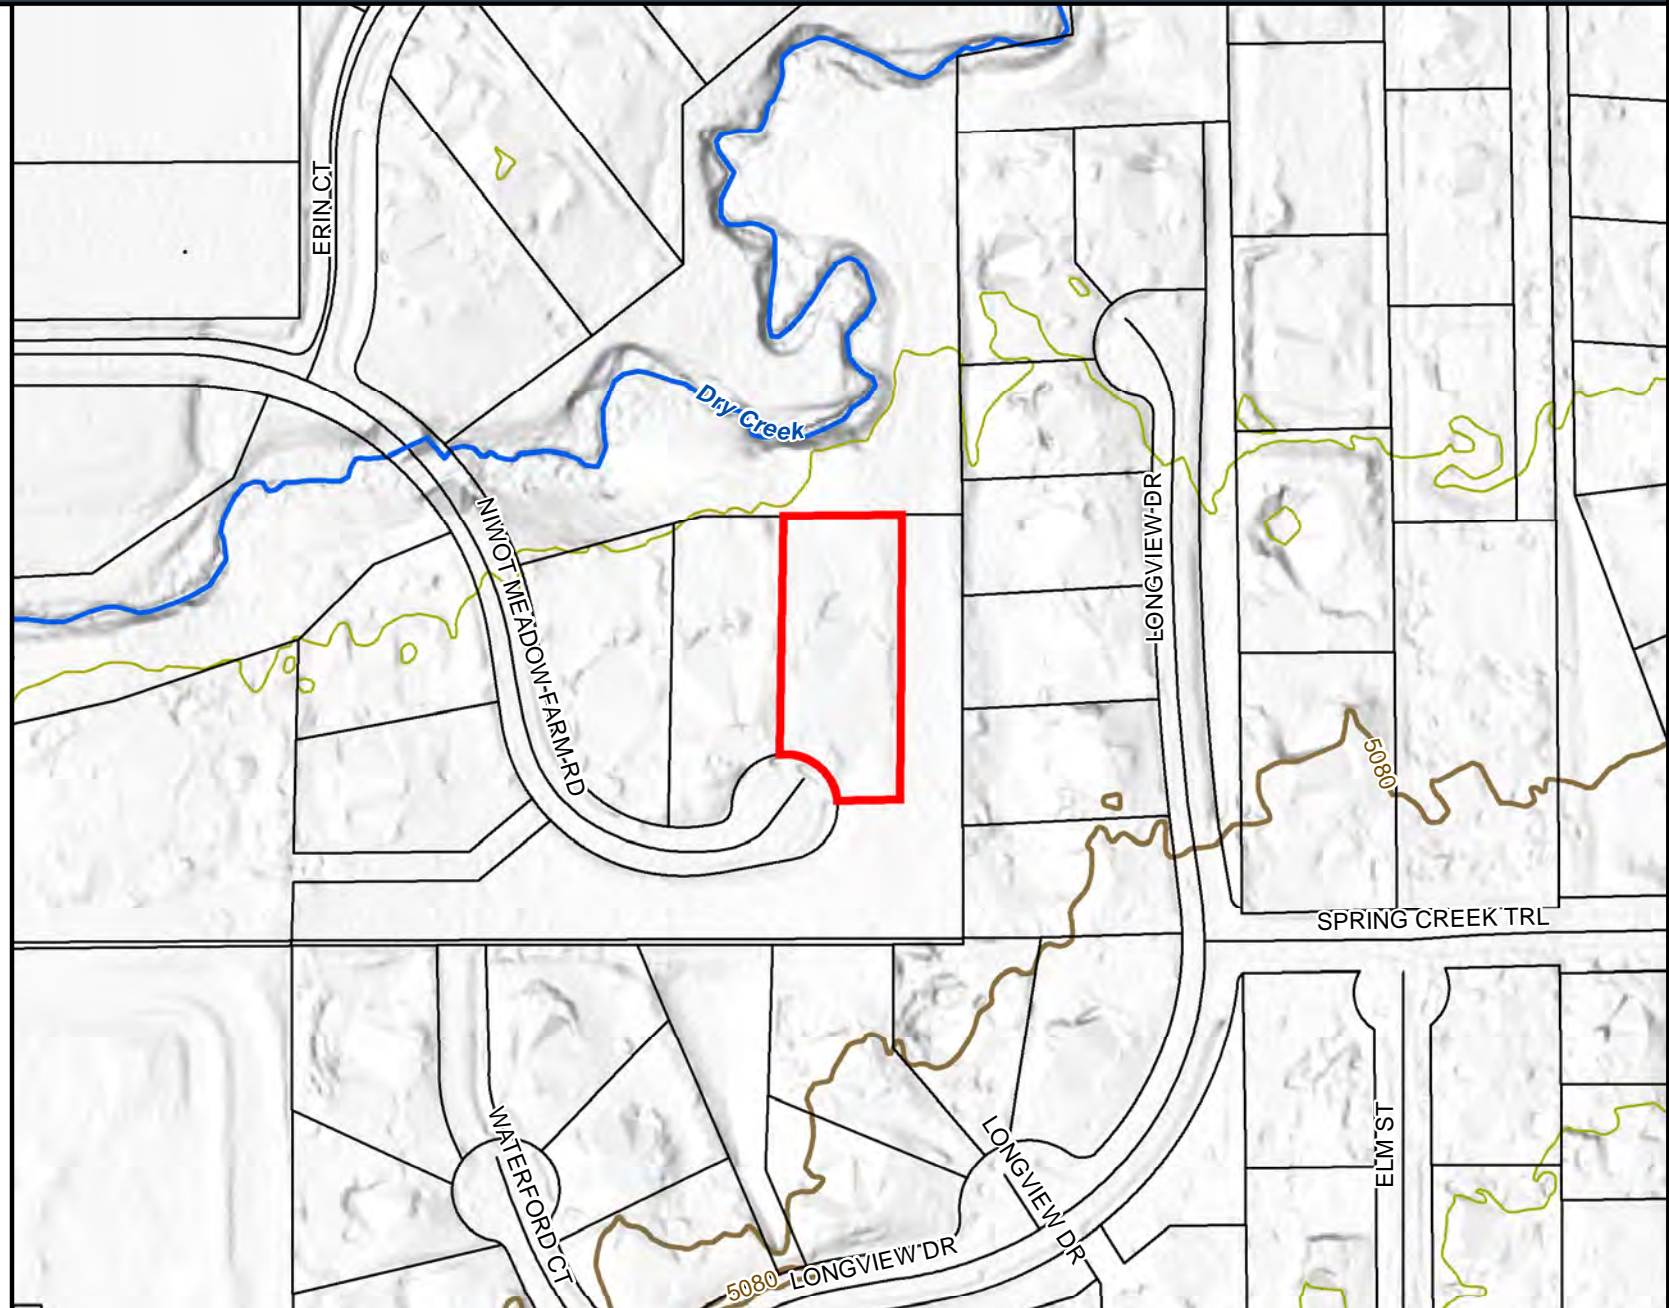 ERIN CT
Dry Creek
NIWOT MEADOW-FARM-RD
LONGVIEW-DR
5080
SPRING CREEK TRL
WATERFORD CT
LONGVIEW DR
ELM ST
5080
LONGVIEW DR